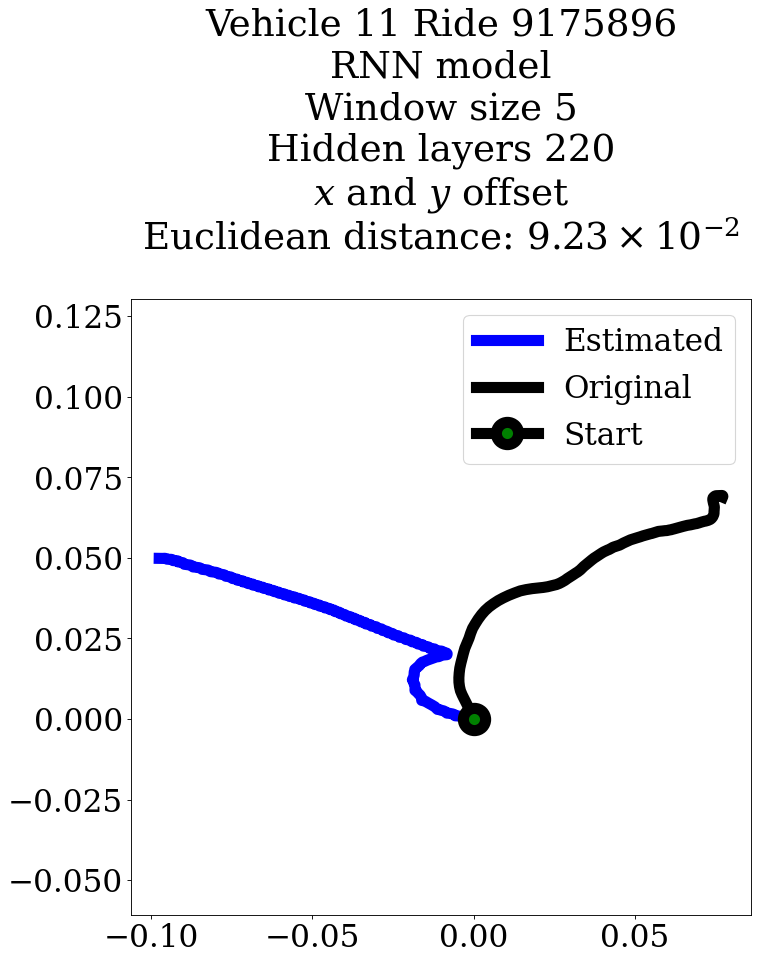 Vehicle 11 Ride 9175896
RNN model
Window size 5
Hidden layers 220
x and y offset
Euclidean distance: 9.23 × 10⁻²
0.125
0.100
0.075
0.050
0.025
0.000
−0.025
−0.050
Estimated
Original
Start
−0.10
−0.05
0.00
0.05